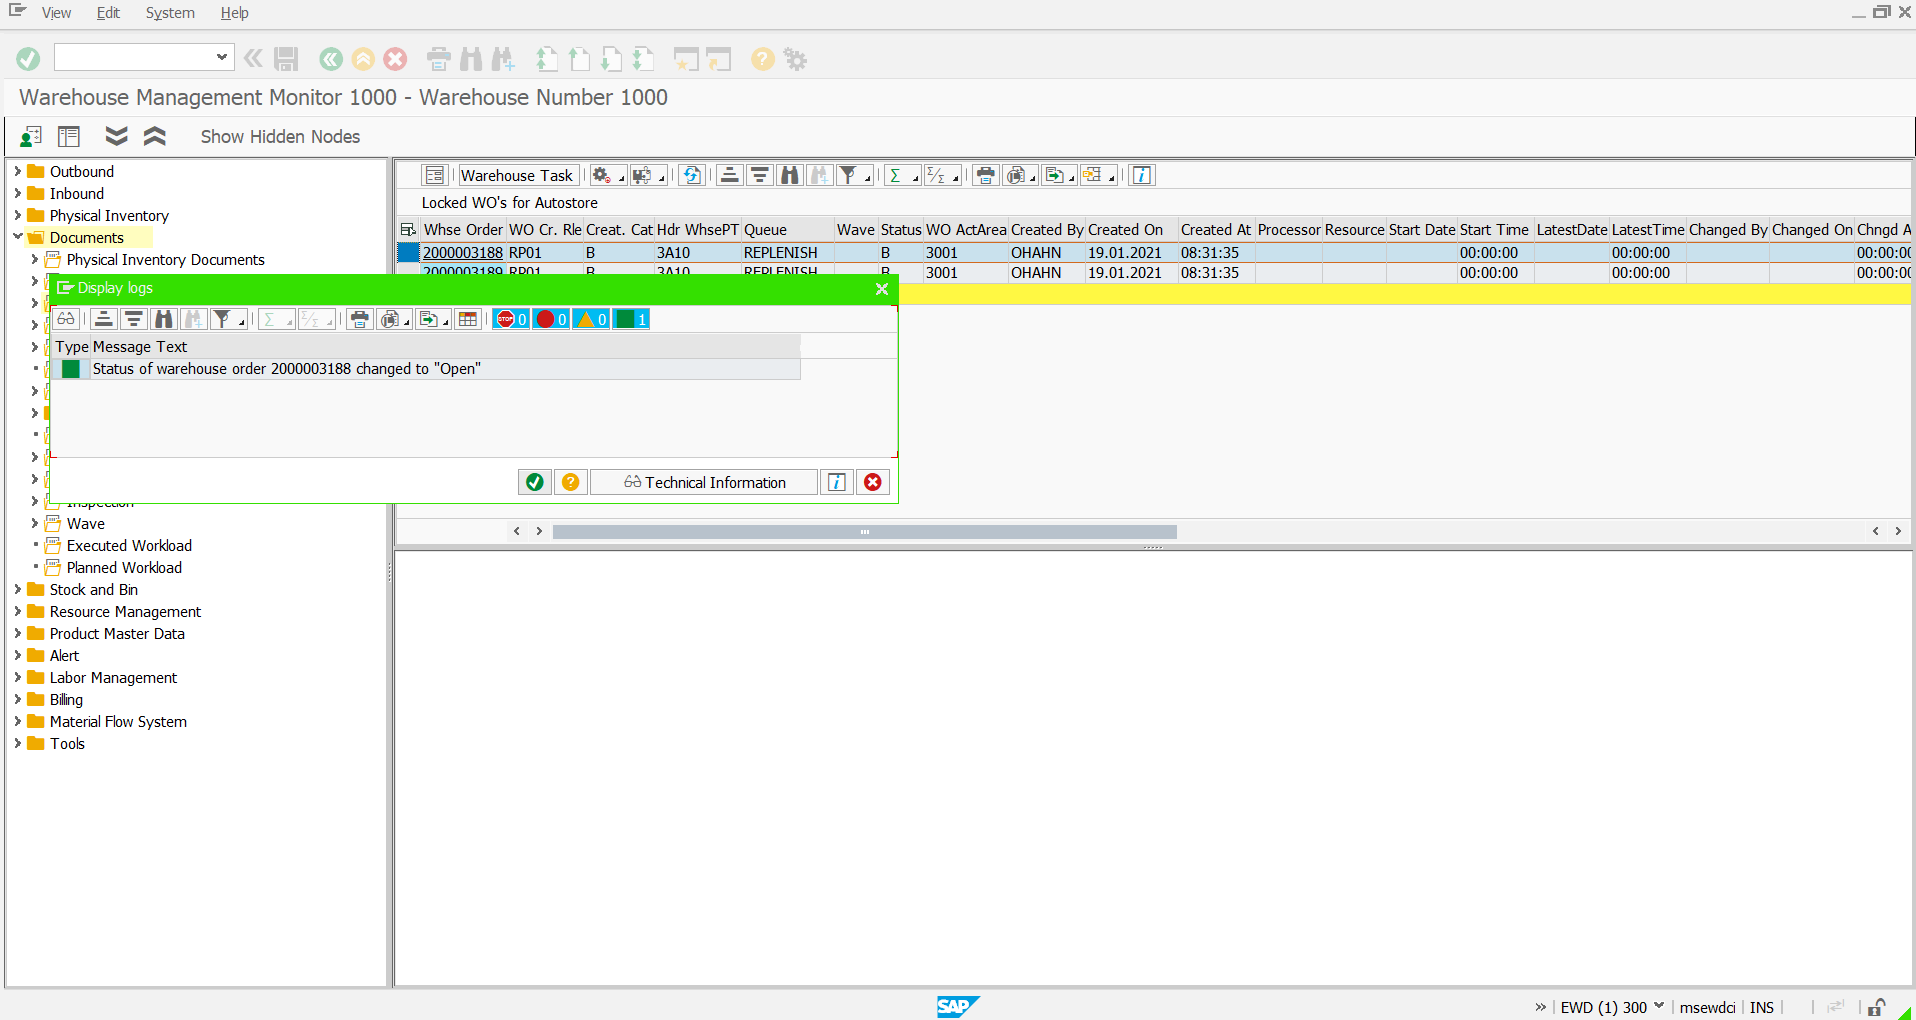 View Edit System Help
Warehouse Management Monitor 1000 - Warehouse Number 1000
Show Hidden Nodes
Outbound
Inbound
Physical Inventory
Documents
Physical Inventory Documents
Inspection
Wave
Executed Workload
Planned Workload
Stock and Bin
Resource Management
Product Master Data
Alert
Labor Management
Billing
Material Flow System
Tools
Warehouse Task
Locked WO's for Autostore
Whse Order WO Cr. Rle Creat. Cat Hdr WhsePT Queue Wave Status WO ActArea Created By Created On Created At Processor Resource Start Date Start Time LatestDate LatestTime Changed By Changed On Chngd A
2000003188 RP01 B 3A10 REPLENISH B 3001 OHAHN 19.01.2021 08:31:35 00:00:00 00:00:00 00:00:00
2000003189 RP01 B 3A10 REPLENISH B 3001 OHAHN 19.01.2021 08:31:35 00:00:00 00:00:00 00:00:00
Display logs
STOP 0 0 0 1
Type Message Text
Status of warehouse order 2000003188 changed to "Open"
Technical Information
SAP
EWD (1) 300 msewdci INS